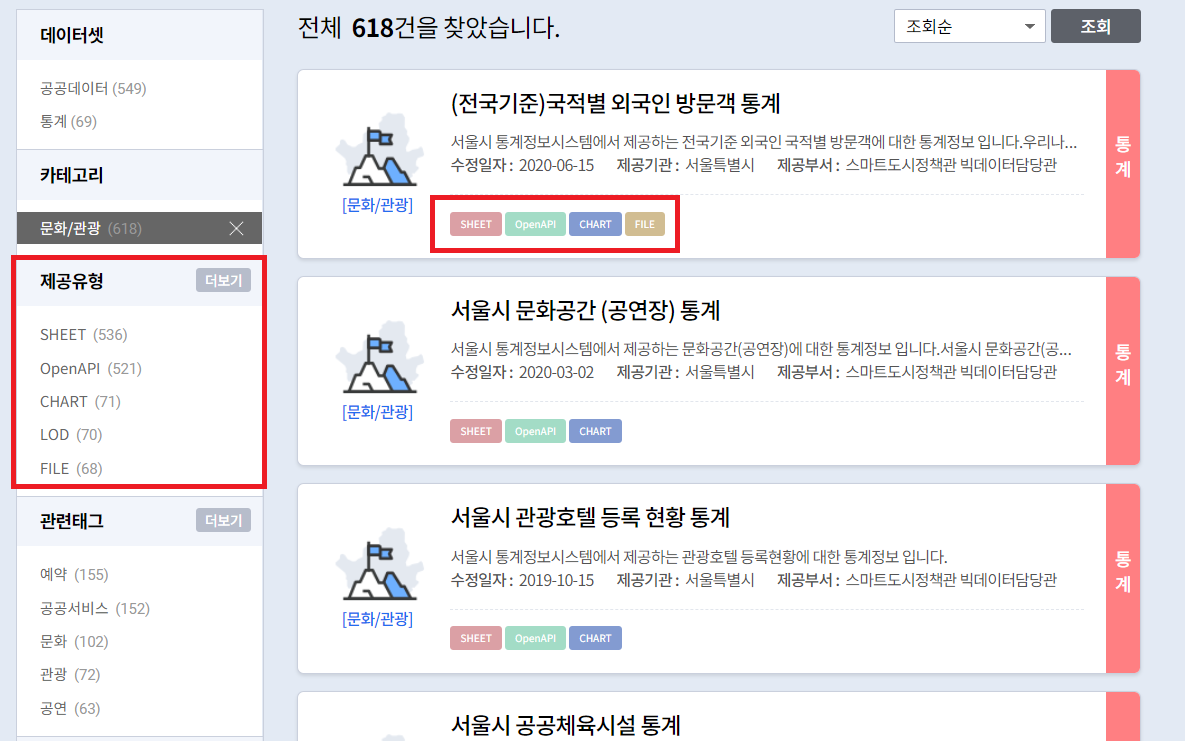 데이터셋
공공데이터 (549)
통계 (69)
카테고리
문화/관광 (618)
제공유형 더보기
SHEET (536)
OpenAPI (521)
CHART (71)
LOD (70)
FILE (68)
관련태그 더보기
예약 (155)
공공서비스 (152)
문화 (102)
관광 (72)
공연 (63)
전체 618건을 찾았습니다.
조회순 조회
(전국기준)국적별 외국인 방문객 통계
서울시 통계정보시스템에서 제공하는 전국기준 외국인 국적별 방문객에 대한 통계정보 입니다.우리나...
수정일자 : 2020-06-15 제공기관 : 서울특별시 제공부서 : 스마트도시정책관 빅데이터담당관
[문화/관광]
SHEET OpenAPI CHART FILE
통계
서울시 문화공간 (공연장) 통계
서울시 통계정보시스템에서 제공하는 문화공간(공연장)에 대한 통계정보 입니다.서울시 문화공간(공...
수정일자 : 2020-03-02 제공기관 : 서울특별시 제공부서 : 스마트도시정책관 빅데이터담당관
[문화/관광]
SHEET OpenAPI CHART
통계
서울시 관광호텔 등록 현황 통계
서울시 통계정보시스템에서 제공하는 관광호텔 등록현황에 대한 통계정보 입니다.
수정일자 : 2019-10-15 제공기관 : 서울특별시 제공부서 : 스마트도시정책관 빅데이터담당관
[문화/관광]
SHEET OpenAPI CHART
통계
서울시 공공체육시설 통계